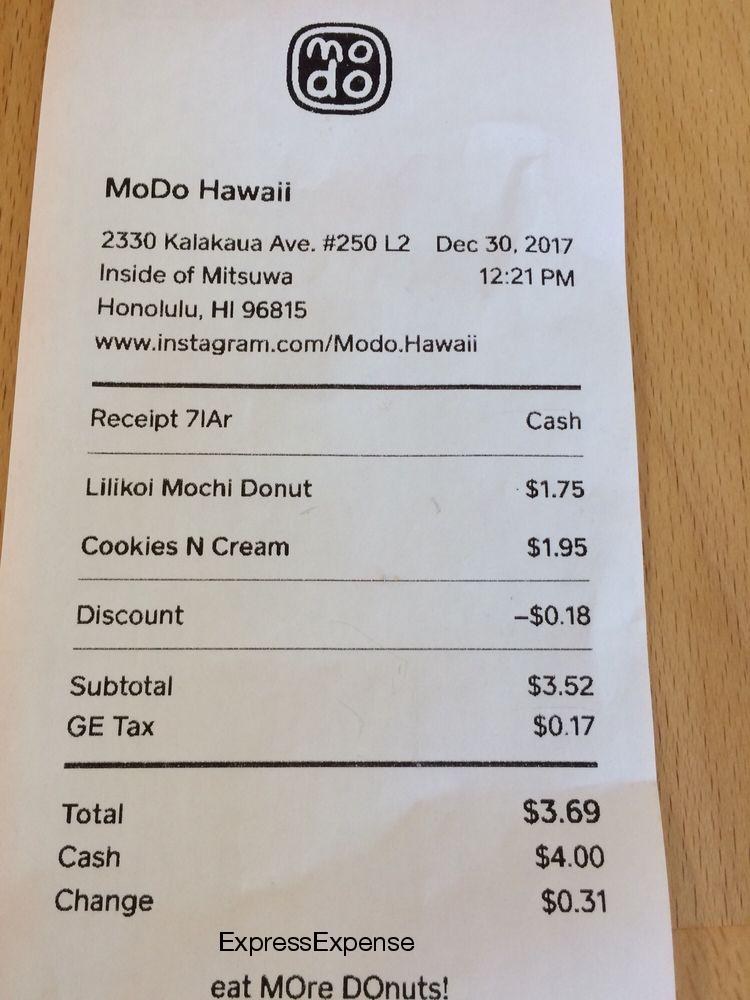 mo
do
MoDo Hawaii
2330 Kalakaua Ave. #250 L2 Dec 30, 2017
Inside of Mitsuwa 12:21 PM
Honolulu, HI 96815
www.instagram.com/Modo.Hawaii
Receipt 7IAr Cash
Lilikoi Mochi Donut $1.75
Cookies N Cream $1.95
Discount –$0.18
Subtotal $3.52
GE Tax $0.17
Total $3.69
Cash $4.00
Change $0.31
ExpressExpense
eat MOre DOnuts!